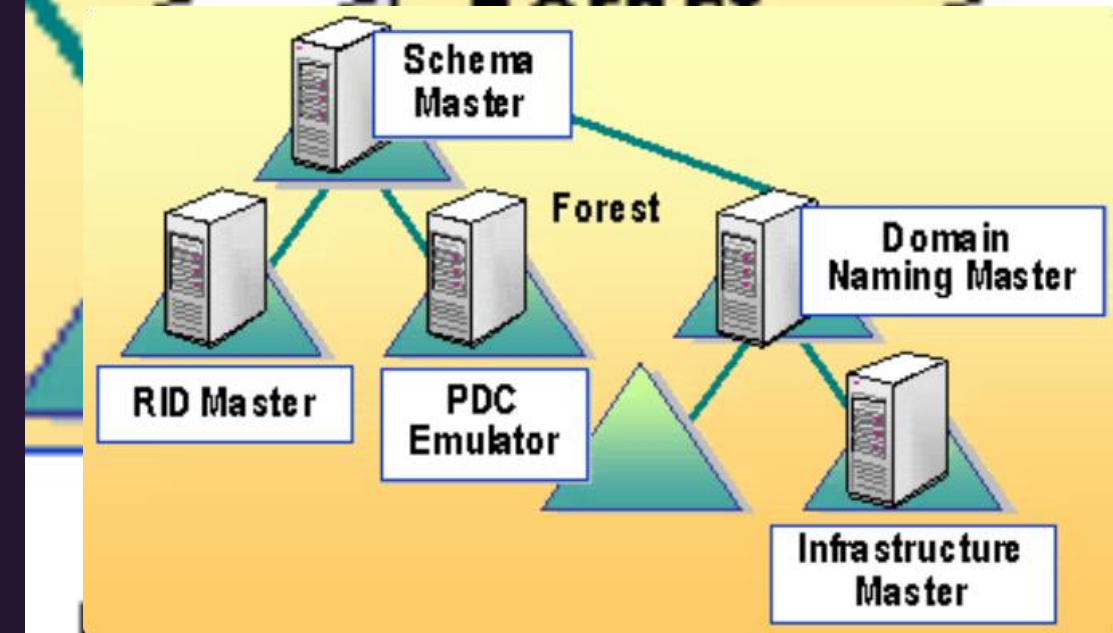 Schema
Master
Forest
Domain
Naming Master
RID Master
PDC
Emulator
Infrastructure
Master